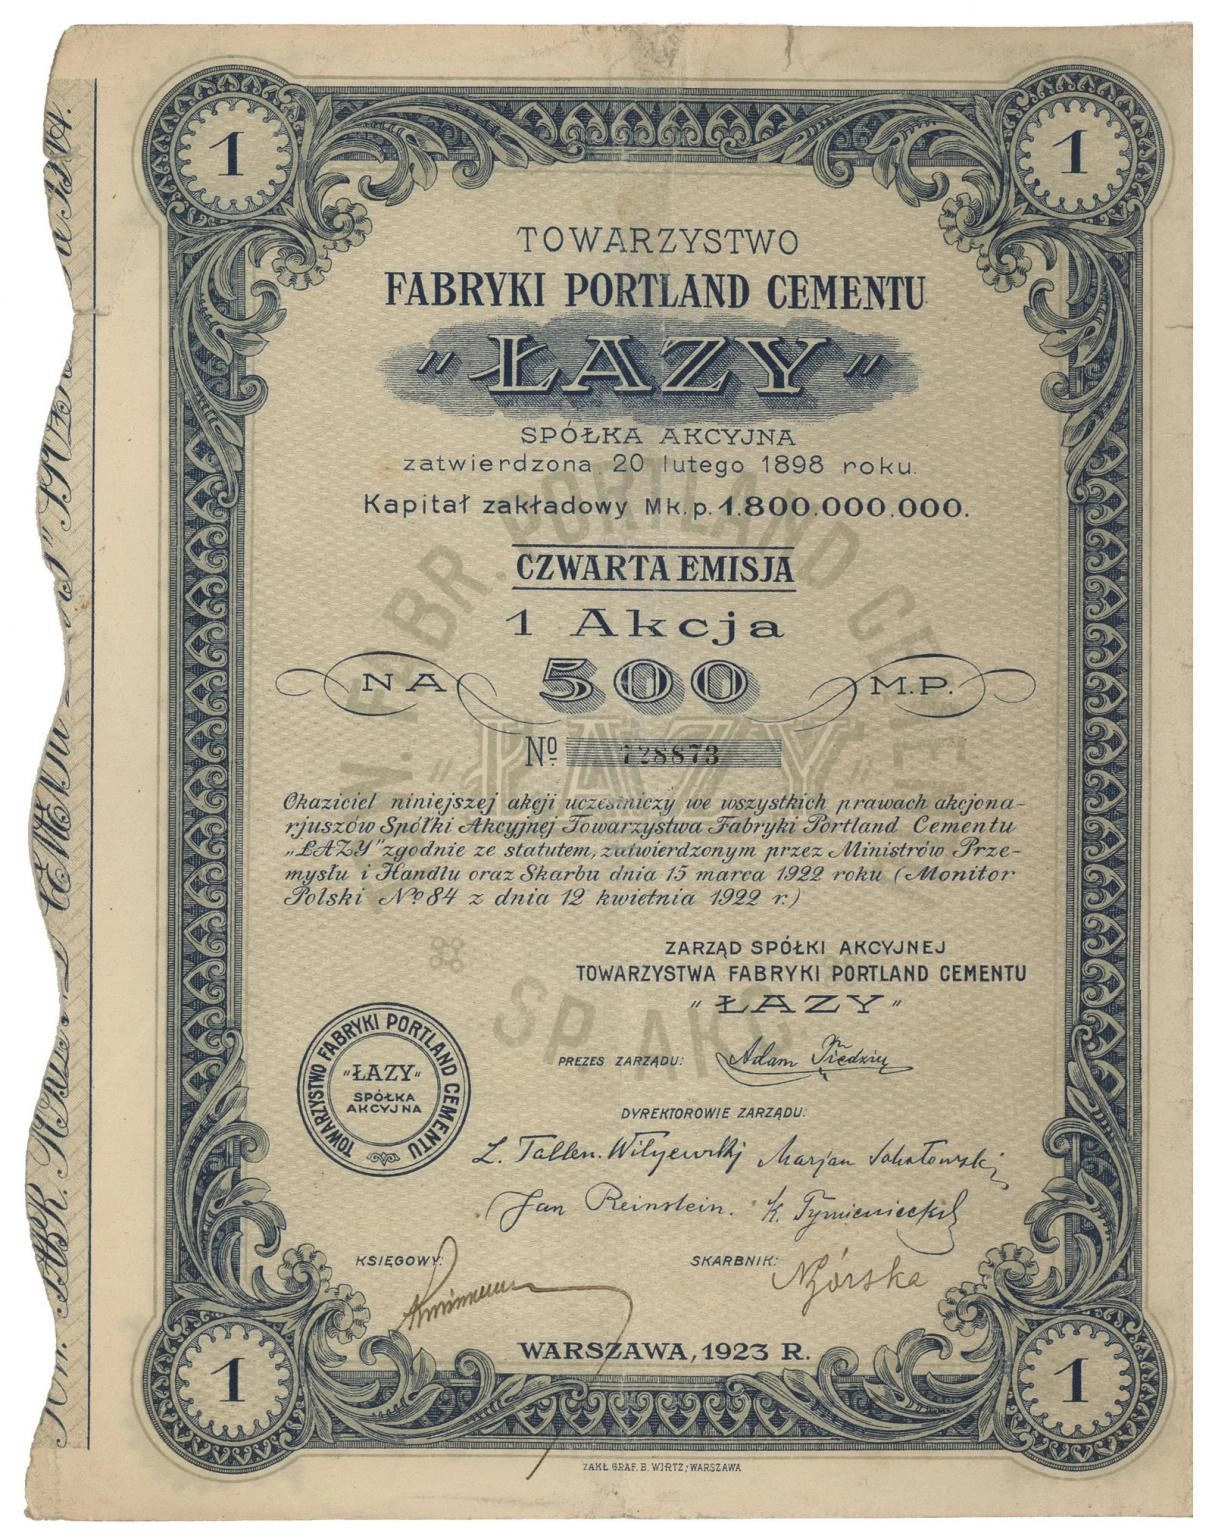 1
1
TOWARZYSTWO
FABRYKI PORTLAND CEMENTU
"ŁAZY"
SPÓŁKA AKCYJNA
zatwierdzona 20 lutego 1898 roku.
Kapitał zakładowy Mk. p. 1.800.000.000.
CZWARTA EMISJA
1 Akcja
NA 500 M.P.
Nº 728873
Okaziciel niniejszej akcji uczestniczy we wszystkich prawach akcjona-
rjuszów Spółki Akcyjnej Towarzystwa Fabryki Portland Cementu
„ŁAZY" zgodnie ze statutem, zatwierdzonym przez Ministrów Prze-
mysłu i Handlu oraz Skarbu dnia 15 marca 1922 roku (Monitor
Polski Nº 84 z dnia 12 kwietnia 1922 r.)
ZARZĄD SPÓŁKI AKCYJNEJ
TOWARZYSTWA FABRYKI PORTLAND CEMENTU
"ŁAZY"
TOWARZYSTWO FABRYKI PORTLAND CEMENTU
"ŁAZY"
SPÓŁKA
AKCYJNA
PREZES ZARZĄDU: Adam
DYREKTOROWIE ZARZĄDU:
L. Tallen. Marjan Sokołowski
Jan Reinstein. K. Tymieniecki
KSIĘGOWY: SKARBNIK:
WARSZAWA, 1923 R.
1
1
ZAKŁ. GRAF. B. WIRTZ, WARSZAWA